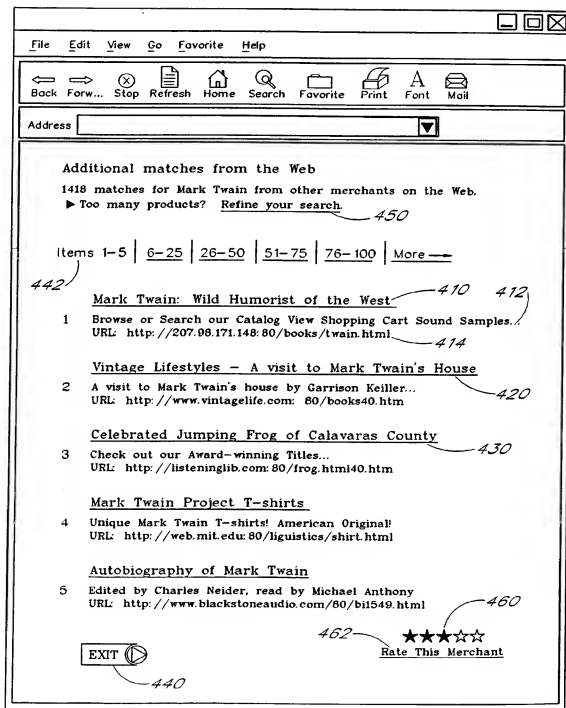 File Edit View Go Favorite Help
Back Forw... Stop Refresh Home Search Favorite Print Font Mail
Address
Additional matches from the Web
1418 matches for Mark Twain from other merchants on the Web.
Too many products? Refine your search.
450
Items 1-5 | 6-25 | 26-50 | 51-75 | 76-100 | More
442
Mark Twain: Wild Humorist of the West
410
412
1 Browse or Search our Catalog View Shopping Cart Sound Samples...
URL: http://207.98.171.148:80/books/twain.html
414
Vintage Lifestyles - A visit to Mark Twain's House
2 A visit to Mark Twain's house by Garrison Keiller...
420
URL: http://www.vintagelife.com: 80/books40.htm
Celebrated Jumping Frog of Calavaras County
430
3 Check out our Award-winning Titles...
URL: http://listeninglib.com:80/frog.html40.htm
Mark Twain Project T-shirts
4 Unique Mark Twain T-shirts! American Original!
URL: http://web.mit.edu:80/liguistics/shirt.html
Autobiography of Mark Twain
5 Edited by Charles Neider, read by Michael Anthony
URL: http://www.blackstoneaudio.com/80/bi1549.html
460
462
Rate This Merchant
EXIT
440